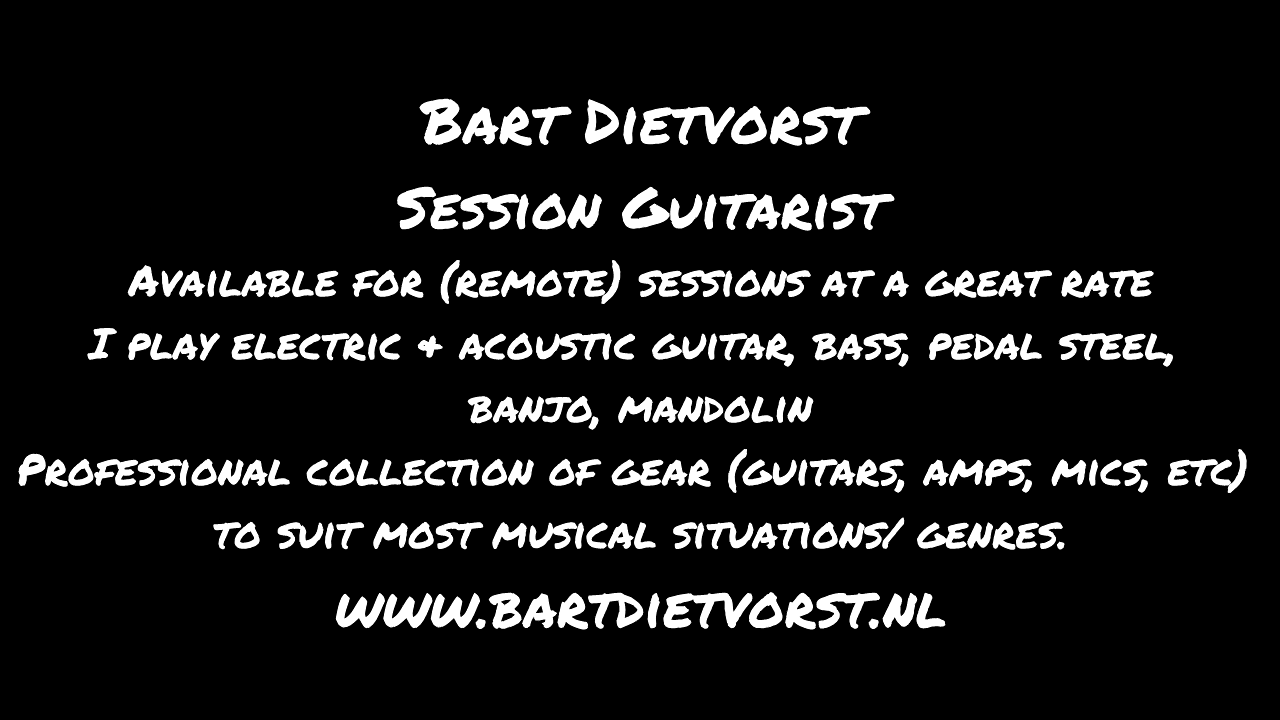 Bart Dietvorst
Session Guitarist
Available for (remote) sessions at a great rate
I play electric & acoustic guitar, bass, pedal steel,
banjo, mandolin
Professional collection of gear (guitars, amps, mics, etc)
to suit most musical situations/ genres.
www.bartdietvorst.nl